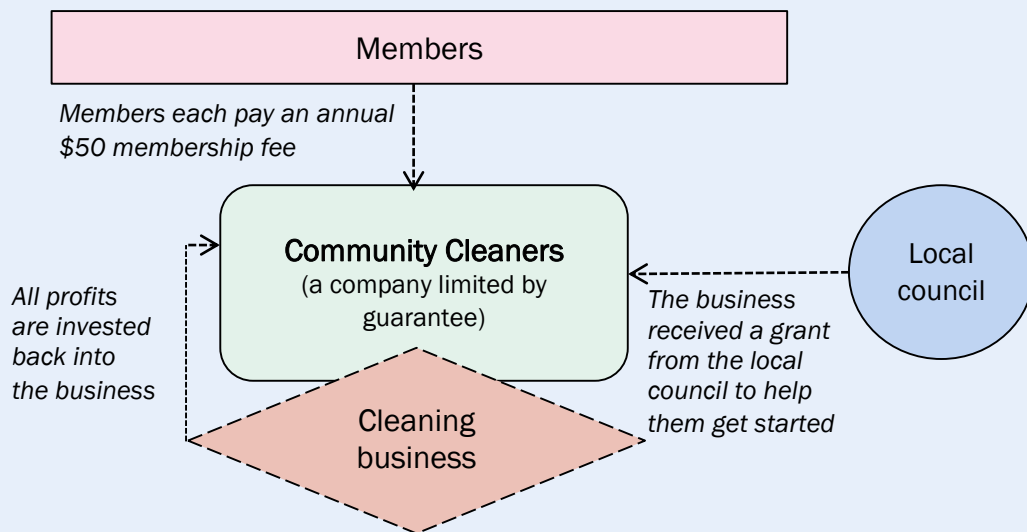 Members
Members each pay an annual
$50 membership fee
Community Cleaners
(a company limited by
guarantee)
Local
council
All profits
are invested
back into
the business
The business
received a grant
from the local
council to help
them get started
Cleaning
business